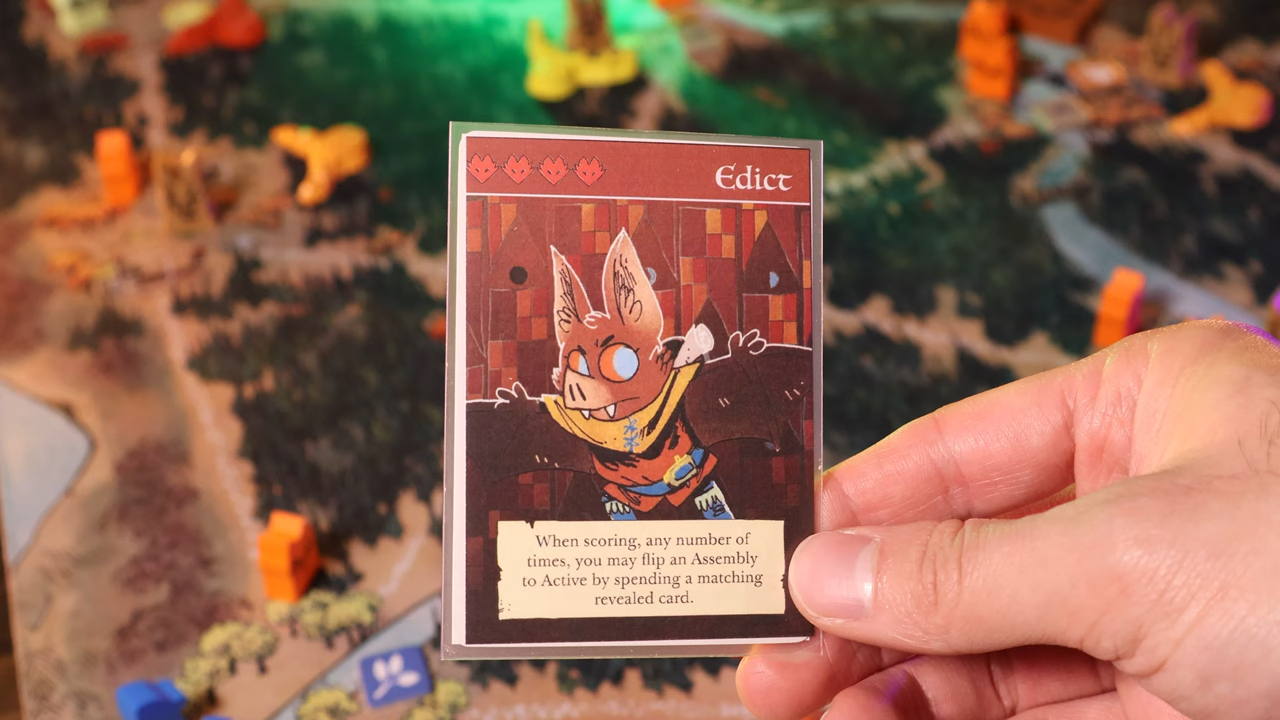 Edict
When scoring, any number of
times, you may flip an Assembly
to Active by spending a matching
revealed card.